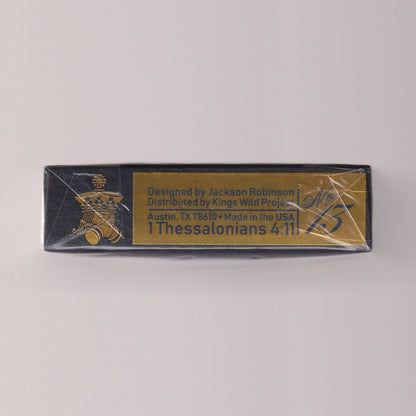 Designed by Jackson Robinson
Distributed by Kings Wild Project
Austin, TX 78610 • Made in the USA
1 Thessalonians 4:11
No